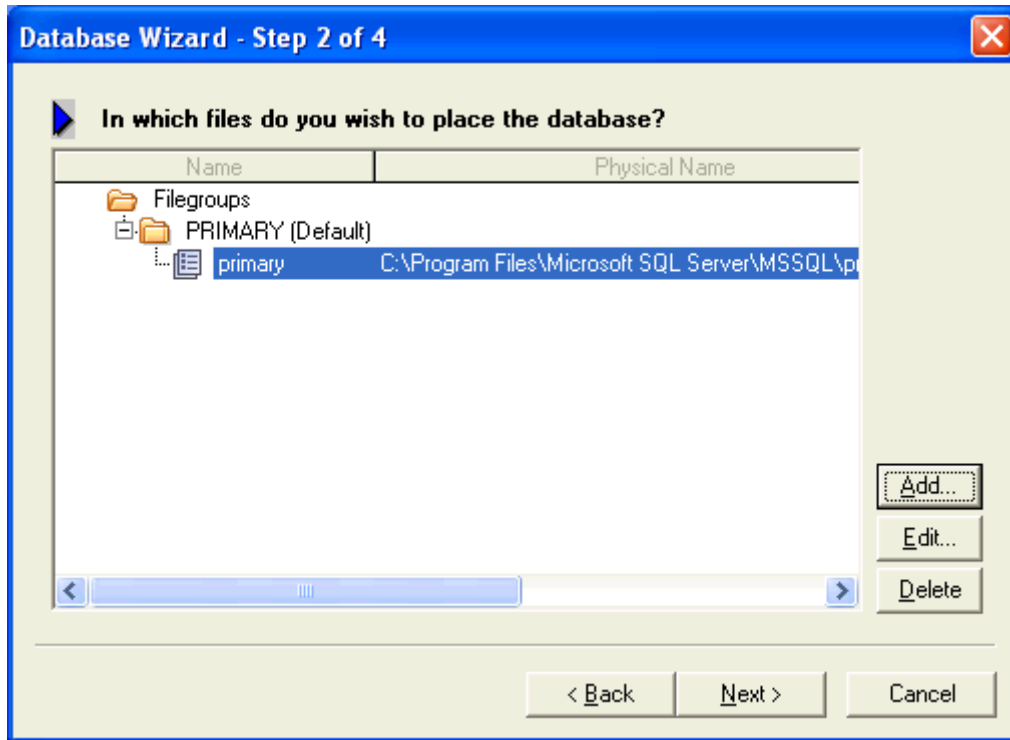 Database Wizard - Step 2 of 4
In which files do you wish to place the database?
Name Physical Name
Filegroups
PRIMARY (Default)
primary C:\Program Files\Microsoft SQL Server\MSSQL\
Add...
Edit...
Delete
< Back Next > Cancel